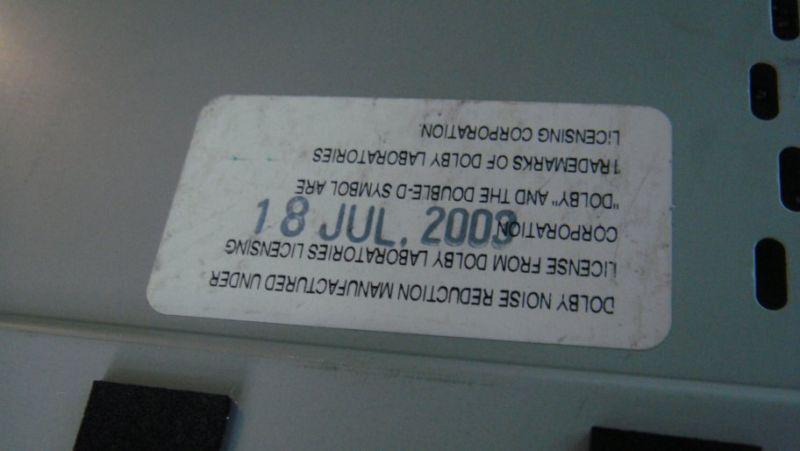 DOLBY NOISE REDUCTION MANUFACTURED UNDER
LICENSE FROM DOLBY LABORATORIES LICENSING
CORPORATION
"DOLBY" AND THE DOUBLE-D SYMBOL ARE
TRADEMARKS OF DOLBY LABORATORIES
LICENSING CORPORATION.
18 JUL. 2003